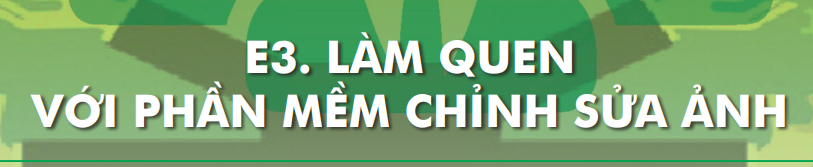 E3. LÀM QUEN
VỚI PHẦN MỀM CHỈNH SỬA ẢNH